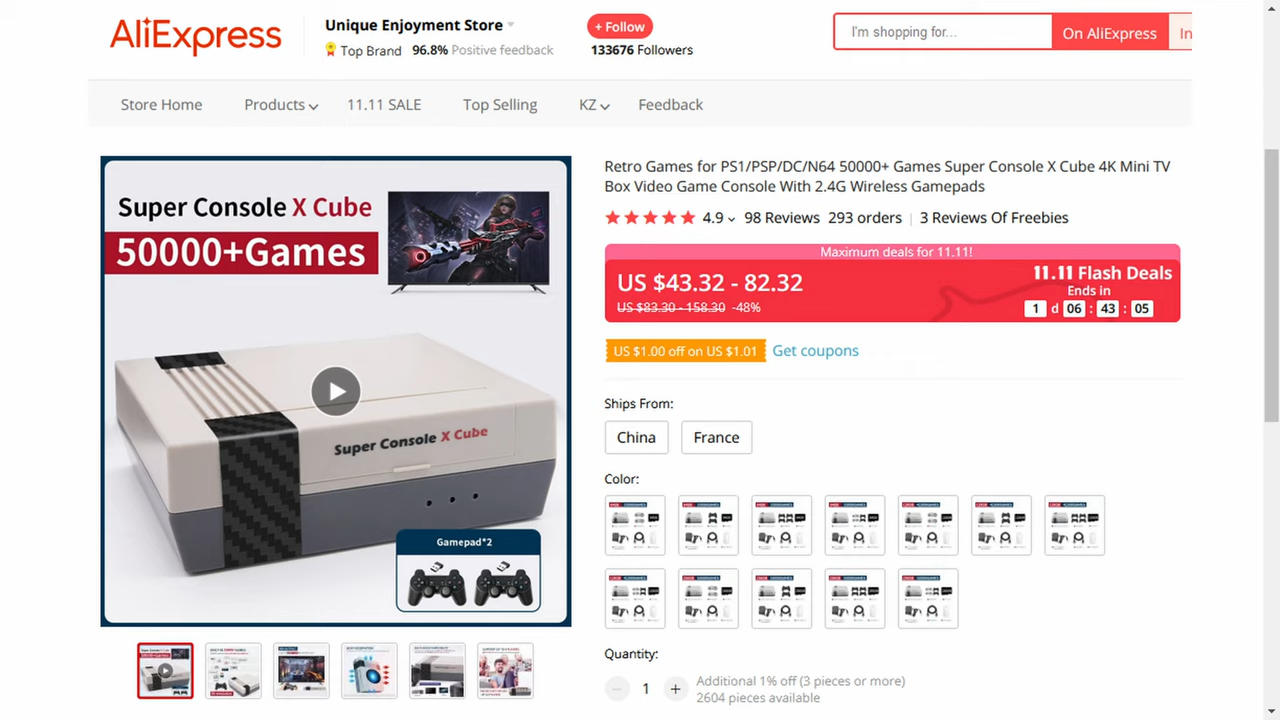 AliExpress
Unique Enjoyment Store
Top Brand 96.8% Positive feedback
+ Follow
133676 Followers
I'm shopping for...
On AliExpress
In
Store Home
Products
11.11 SALE
Top Selling
KZ
Feedback
Super Console X Cube
50000+Games
Super Console X Cube
Gamepad*2
Retro Games for PS1/PSP/DC/N64 50000+ Games Super Console X Cube 4K Mini TV
Box Video Game Console With 2.4G Wireless Gamepads
4.9 98 Reviews 293 orders | 3 Reviews Of Freebies
Maximum deals for 11.11!
US $43.32 - 82.32
US $83.30 - 158.30 -48%
11.11 Flash Deals
Ends in
1 d 06 : 43 : 05
US $1.00 off on US $1.01
Get coupons
Ships From:
China
France
Color:
Quantity:
1
Additional 1% off (3 pieces or more)
2604 pieces available